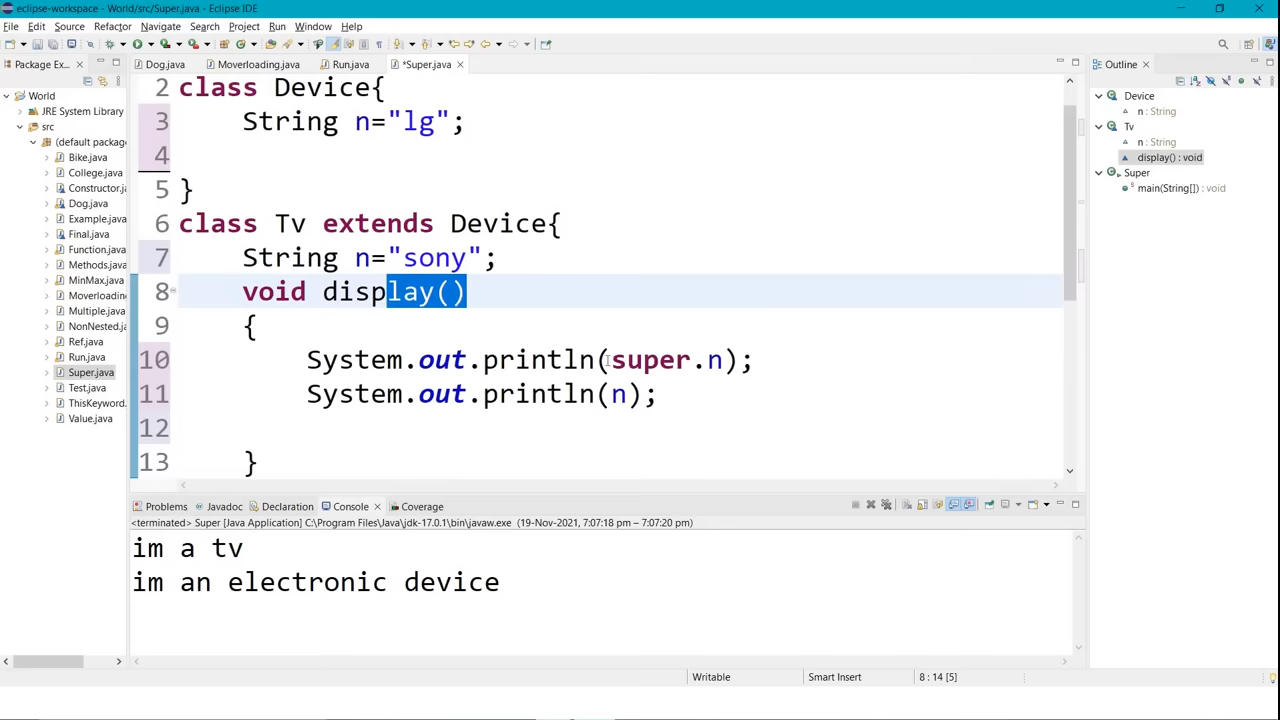 eclipse-workspace - World/src/Super.java - Eclipse IDE
File Edit Source Refactor Navigate Search Project Run Window Help
Package Ex...
Dog.java Moverloading.java Run.java *Super.java
Outline
World
JRE System Library
src
(default package
Bike.java
College.java
Constructor.ja
Dog.java
Example.java
Final.java
Function.java
Methods.java
MinMax.java
Moverloading
Multiple.java
NonNested.java
Ref.java
Run.java
Super.java
Test.java
ThisKeyword.
Value.java
2 class Device{
3 String n="lg";
4
5 }
6 class Tv extends Device{
7 String n="sony";
8 void display()
9 {
10 System.out.println(super.n);
11 System.out.println(n);
12
13 }
Device
n : String
Tv
n : String
display() : void
Super
main(String[]) : void
Problems Javadoc Declaration Console Coverage
<terminated> Super [Java Application] C:\Program Files\Java\jdk-17.0.1\bin\javaw.exe (19-Nov-2021, 7:07:18 pm – 7:07:20 pm)
im a tv
im an electronic device
Writable Smart Insert 8 : 14 [5]